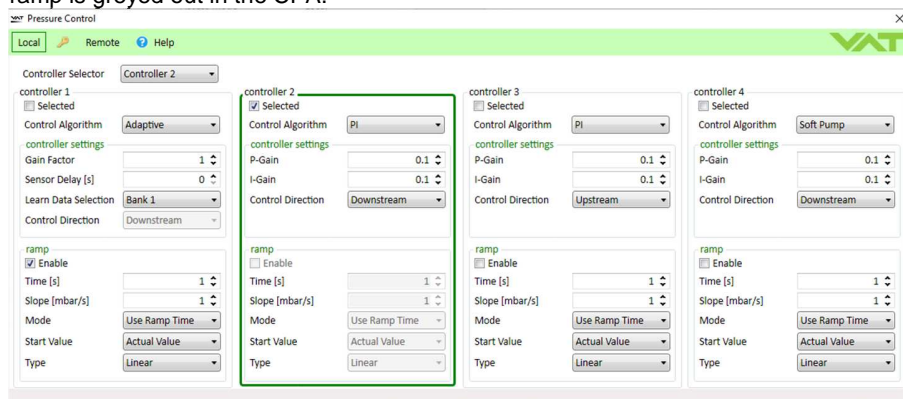 ramp is greyed out in the CPA.
VAT Pressure Control
Local Remote Help
VAT
Controller Selector Controller 2
controller 1
Selected
Control Algorithm Adaptive
controller settings
Gain Factor 1
Sensor Delay [s] 0
Learn Data Selection Bank 1
Control Direction Downstream
ramp
Enable
Time [s] 1
Slope [mbar/s] 1
Mode Use Ramp Time
Start Value Actual Value
Type Linear
controller 2
Selected
Control Algorithm PI
controller settings
P-Gain 0.1
I-Gain 0.1
Control Direction Downstream
ramp
Enable
Time [s] 1
Slope [mbar/s] 1
Mode Use Ramp Time
Start Value Actual Value
Type Linear
controller 3
Selected
Control Algorithm PI
controller settings
P-Gain 0.1
I-Gain 0.1
Control Direction Upstream
ramp
Enable
Time [s] 1
Slope [mbar/s] 1
Mode Use Ramp Time
Start Value Actual Value
Type Linear
controller 4
Selected
Control Algorithm Soft Pump
controller settings
P-Gain 0.1
I-Gain 0.1
Control Direction Downstream
ramp
Enable
Time [s] 1
Slope [mbar/s] 1
Mode Use Ramp Time
Start Value Actual Value
Type Linear